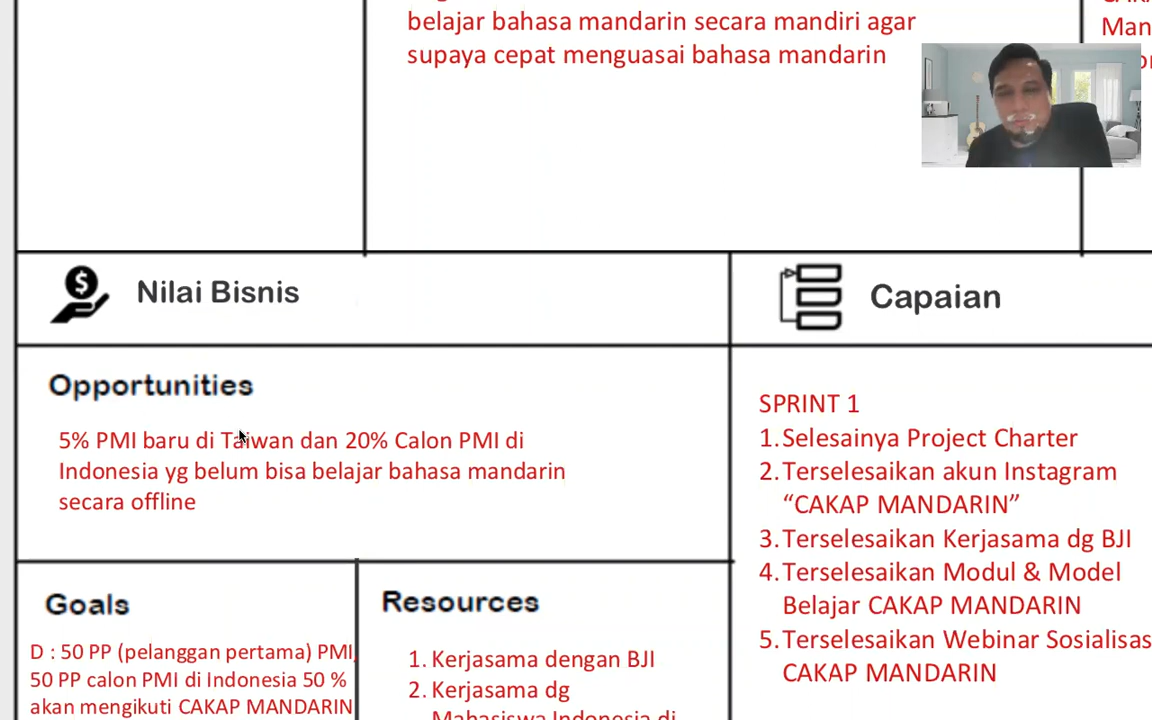 belajar bahasa mandarin secara mandiri agar
supaya cepat menguasai bahasa mandarin
Man
Nilai Bisnis
Opportunities
5% PMI baru di Taiwan dan 20% Calon PMI di
Indonesia yg belum bisa belajar bahasa mandarin
secara offline
Goals
D : 50 PP (pelanggan pertama) PMI,
50 PP calon PMI di Indonesia 50 %
akan mengikuti CAKAP MANDARIN
Resources
1. Kerjasama dengan BJI
2. Kerjasama dg
Mahasiswa Indonesia di
Capaian
SPRINT 1
1.Selesainya Project Charter
2.Terselesaikan akun Instagram
“CAKAP MANDARIN”
3.Terselesaikan Kerjasama dg BJI
4.Terselesaikan Modul & Model
Belajar CAKAP MANDARIN
5.Terselesaikan Webinar Sosialisas
CAKAP MANDARIN